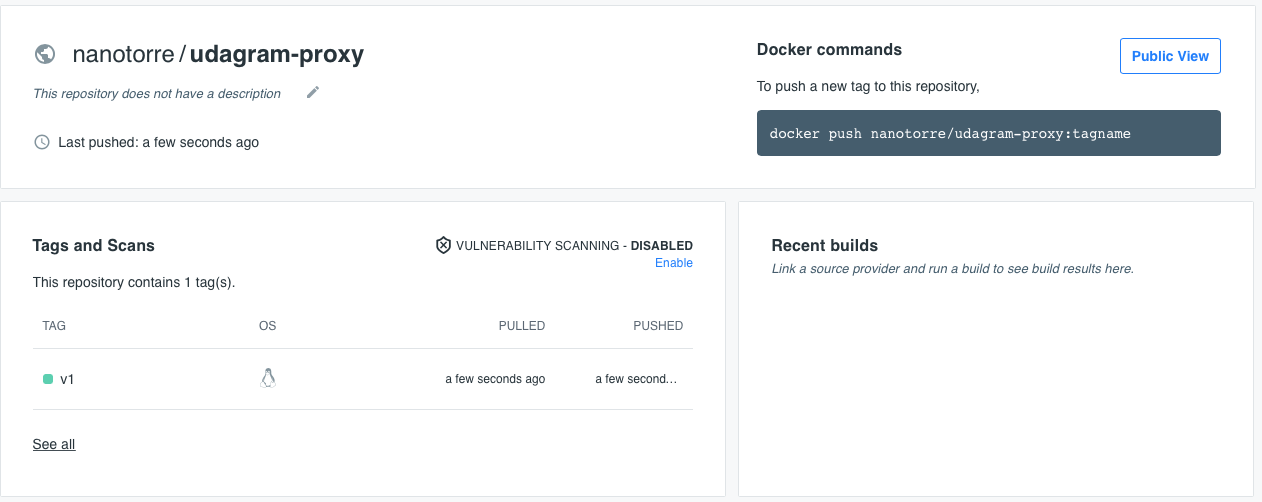 nanotorre / udagram-proxy
This repository does not have a description
Last pushed: a few seconds ago
Docker commands
Public View
To push a new tag to this repository,
docker push nanotorre/udagram-proxy:tagname
Tags and Scans
VULNERABILITY SCANNING - DISABLED
Enable
This repository contains 1 tag(s).
TAG OS PULLED PUSHED
v1 a few seconds ago a few second...
See all
Recent builds
Link a source provider and run a build to see build results here.